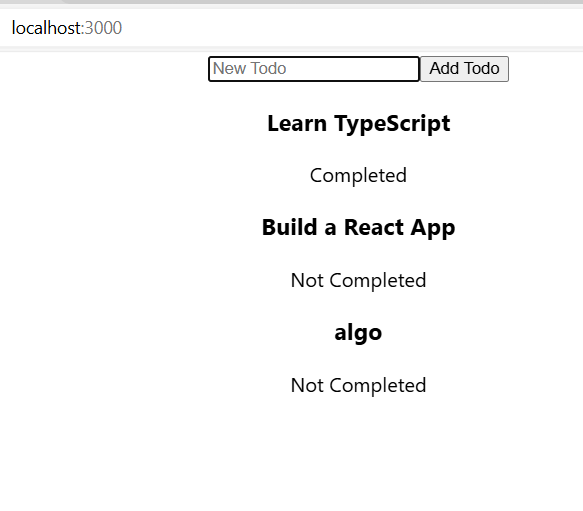 localhost:3000
New Todo Add Todo
Learn TypeScript
Completed
Build a React App
Not Completed
algo
Not Completed